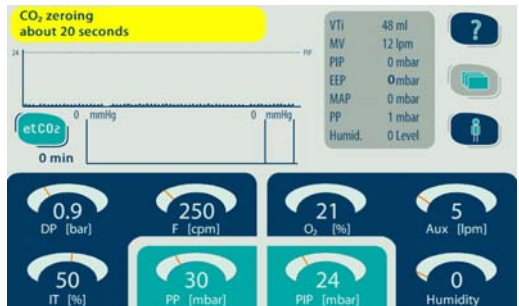 CO₂ zeroing
about 20 seconds
24
PIP
0 mmHg
0 mmHg
etCO2
0 min
VTi 48 ml
MV 12 lpm
PIP 0 mbar
EEP 0 mbar
MAP 0 mbar
PP 1 mbar
Humid. 0 Level
?
0.9
DP [bar]
250
F [cpm]
21
O₂ [%]
5
Aux [lpm]
50
IT [%]
30
PP [mbar]
24
PIP [mbar]
0
Humidity